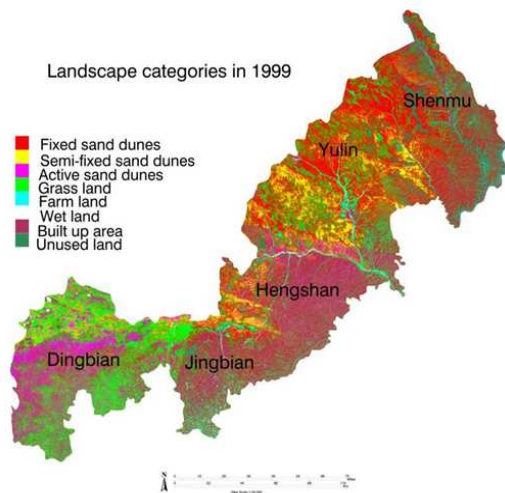 Landscape categories in 1999
Shenmu
Yulin
Fixed sand dunes
Semi-fixed sand dunes
Active sand dunes
Grass land
Farm land
Wet land
Built up area
Unused land
Hengshan
Dingbian
Jingbian
N